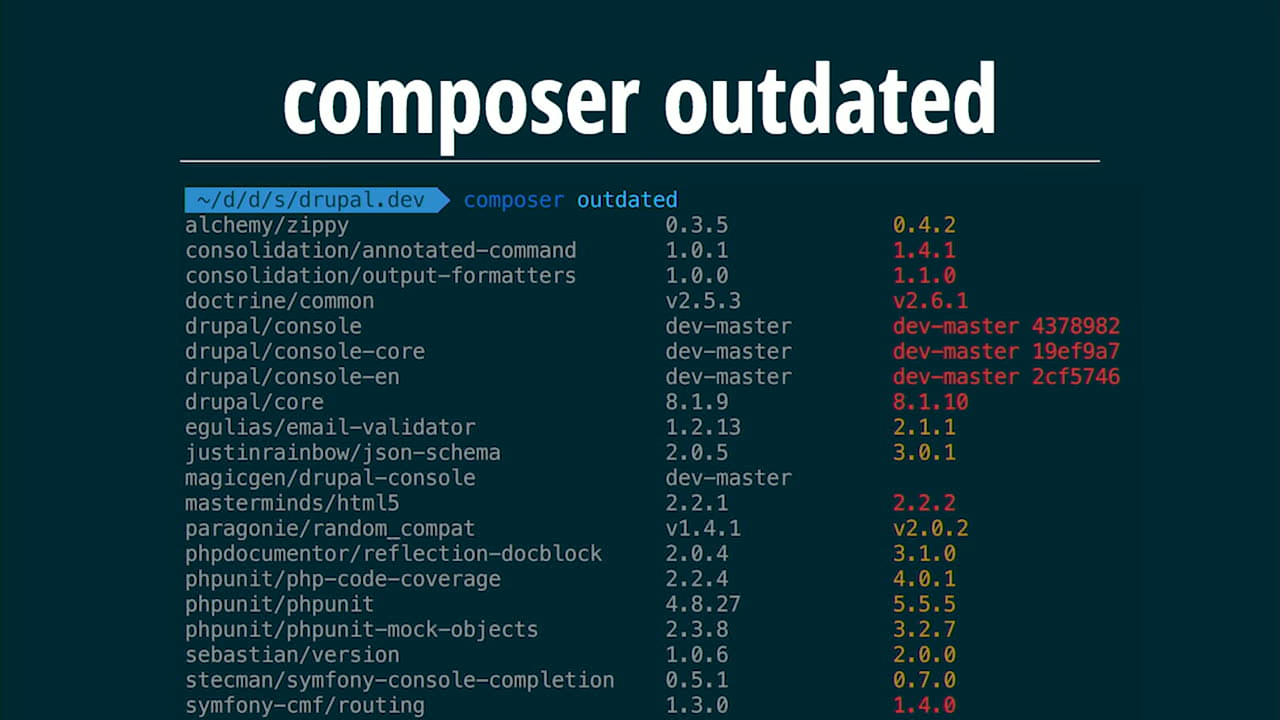 composer outdated
~/d/d/s/drupal.dev composer outdated
alchemy/zippy 0.3.5 0.4.2
consolidation/annotated-command 1.0.1 1.4.1
consolidation/output-formatters 1.0.0 1.1.0
doctrine/common v2.5.3 v2.6.1
drupal/console dev-master dev-master 4378982
drupal/console-core dev-master dev-master 19ef9a7
drupal/console-en dev-master dev-master 2cf5746
drupal/core 8.1.9 8.1.10
egulias/email-validator 1.2.13 2.1.1
justinrainbow/json-schema 2.0.5 3.0.1
magicgen/drupal-console dev-master
masterminds/html5 2.2.1 2.2.2
paragonie/random_compat v1.4.1 v2.0.2
phpdocumentor/reflection-docblock 2.0.4 3.1.0
phpunit/php-code-coverage 2.2.4 4.0.1
phpunit/phpunit 4.8.27 5.5.5
phpunit/phpunit-mock-objects 2.3.8 3.2.7
sebastian/version 1.0.6 2.0.0
stecman/symfony-console-completion 0.5.1 0.7.0
symfony-cmf/routing 1.3.0 1.4.0